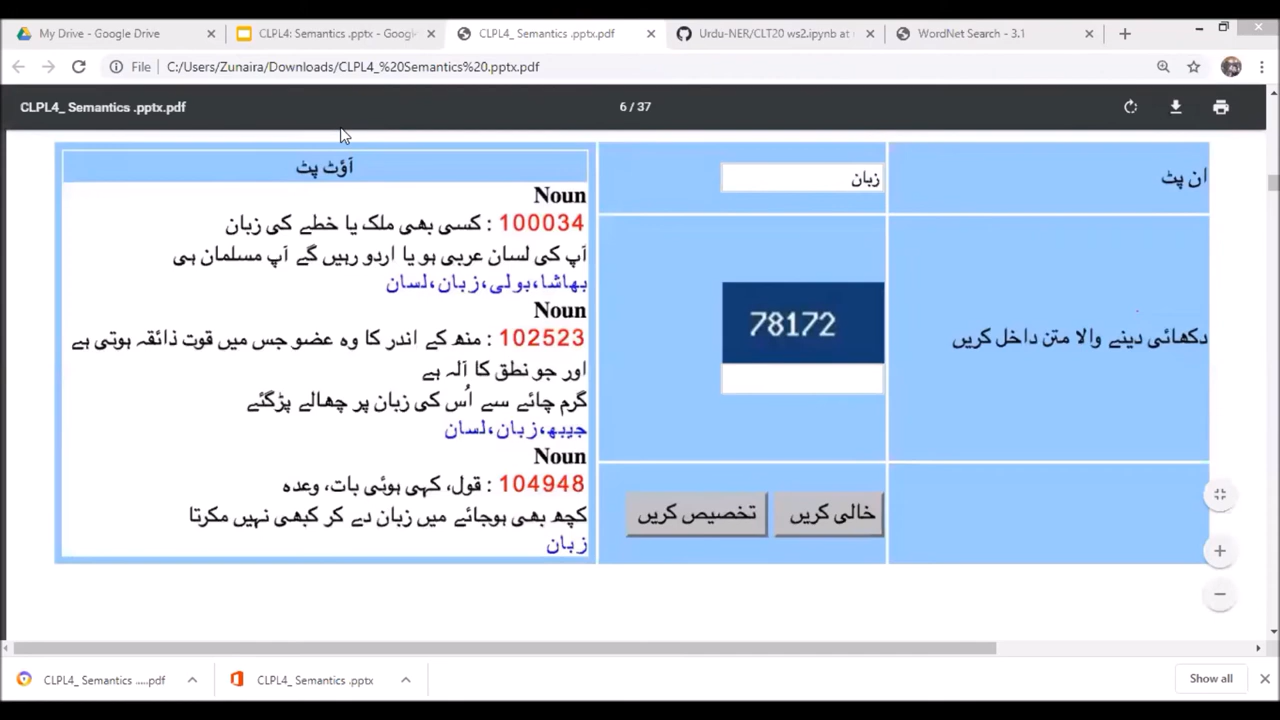 My Drive - Google Drive
CLPL4: Semantics .pptx - Googl
CLPL4_ Semantics .pptx.pdf
Urdu-NER/CLT20 ws2.ipynb at
WordNet Search - 3.1
File
C:/Users/Zunaira/Downloads/CLPL4_%20Semantics%20.pptx.pdf
CLPL4_ Semantics .pptx.pdf
6 / 37
ان پٹ
زبان
دکھائی دینے والا متن داخل کریں
78172
خالی کریں
تخصیص کریں
آؤٹ پٹ
Noun
100034 : کسی بھی ملک یا خطے کی زبان
آپ کی لسان عربی ہو یا اردو رہیں گے آپ مسلمان ہی
بھاشا،بولی،زبان،لسان
Noun
102523 : منھ کے اندر کا وہ عضو جس میں قوت ذائقہ ہوتی ہے
اور جو نطق کا آلہ ہے
گرم چائے سے اُس کی زبان پر چھالے پڑگئے
جیبھ،زبان،لسان
Noun
104948 : قول، کہی ہوئی بات، وعدہ
کچھ بھی ہوجائے میں زبان دے کر کبھی نہیں مکرتا
زبان
CLPL4_ Semantics .....pdf
CLPL4_ Semantics .pptx
Show all